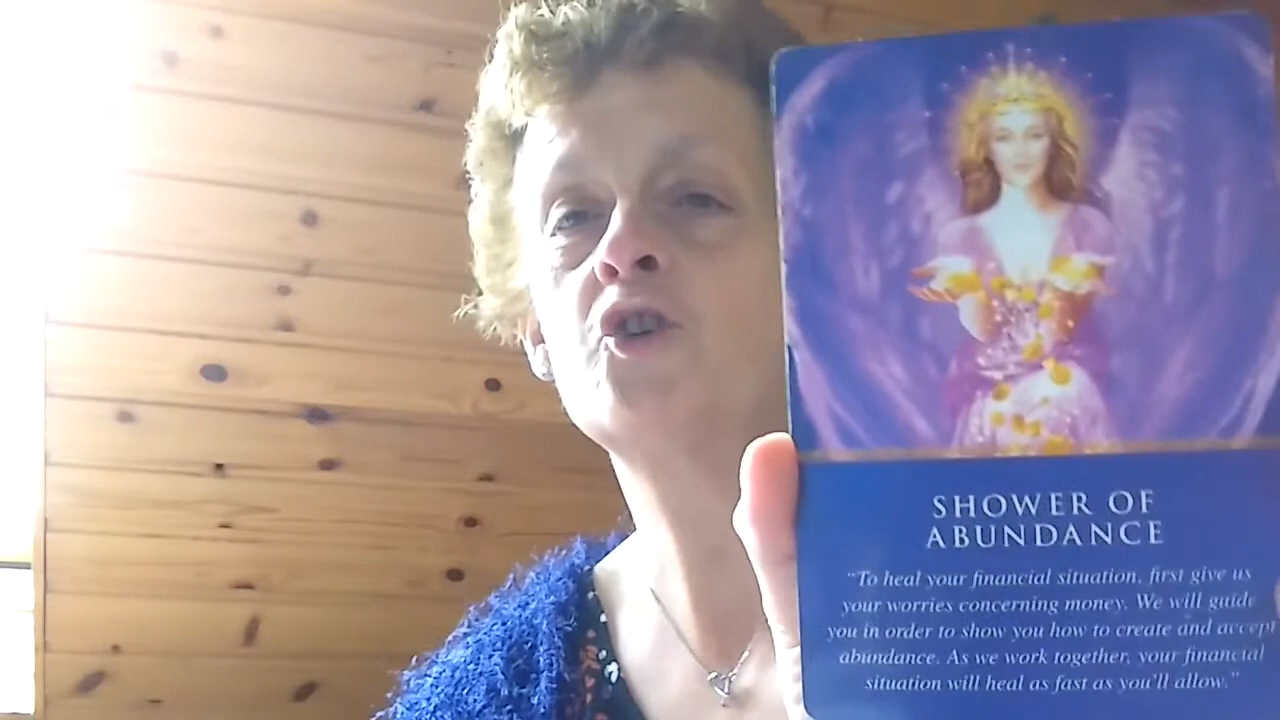 SHOWER OF
ABUNDANCE
"To heal your financial situation, first give us
your worries concerning money. We will guide
you in order to show you how to create and accept
abundance. As we work together, your financial
situation will heal as fast as you'll allow."